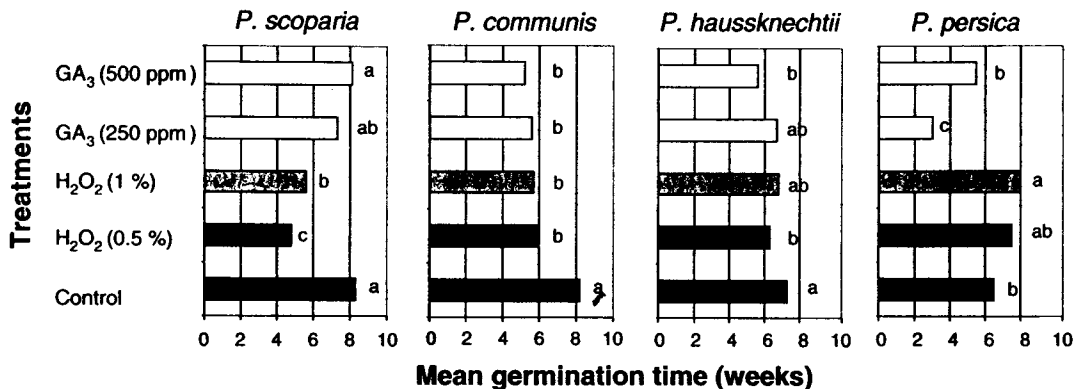 P. scoparia P. communis P. haussknechtii P. persica
Treatments
GA₃ (500 ppm) a b b b
GA₃ (250 ppm) ab b ab c
H₂O₂ (1 %) b b ab a
H₂O₂ (0.5 %) c b b ab
Control a a a b
0 2 4 6 8 10 0 2 4 6 8 10 0 2 4 6 8 10 0 2 4 6 8 10
Mean germination time (weeks)